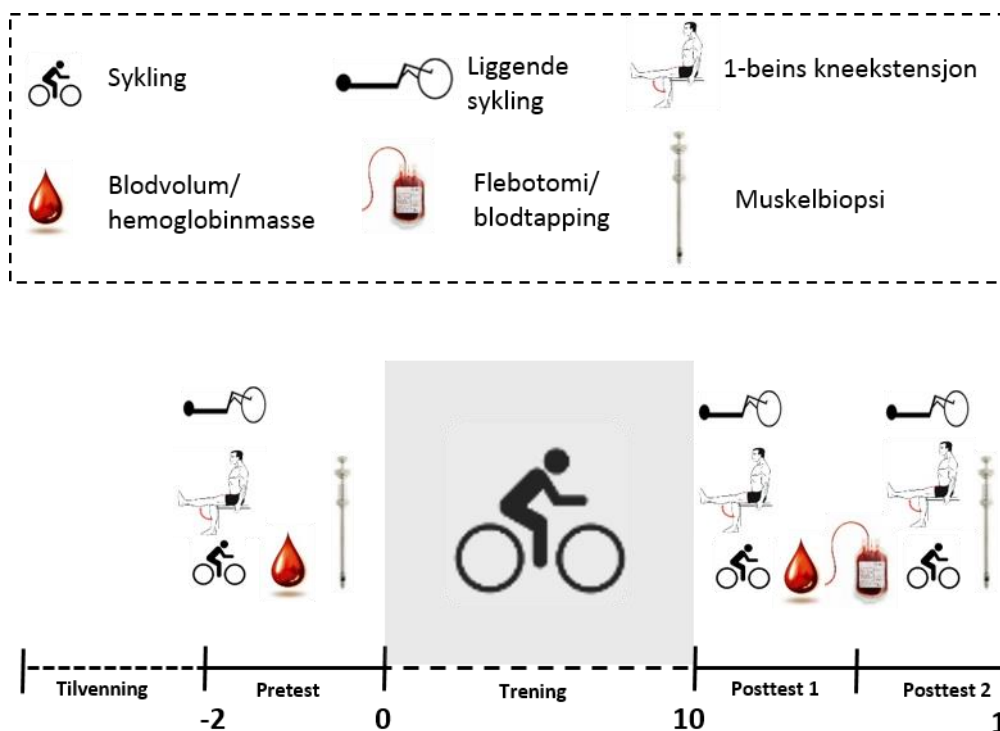 Sykling
Liggende
sykling
1-beins kneekstensjon
Blodvolum/
hemoglobinmasse
Flebotomi/
blodtapping
Muskelbiopsi
Tilvenning
Pretest
Trening
Posttest 1
Posttest 2
-2
0
10